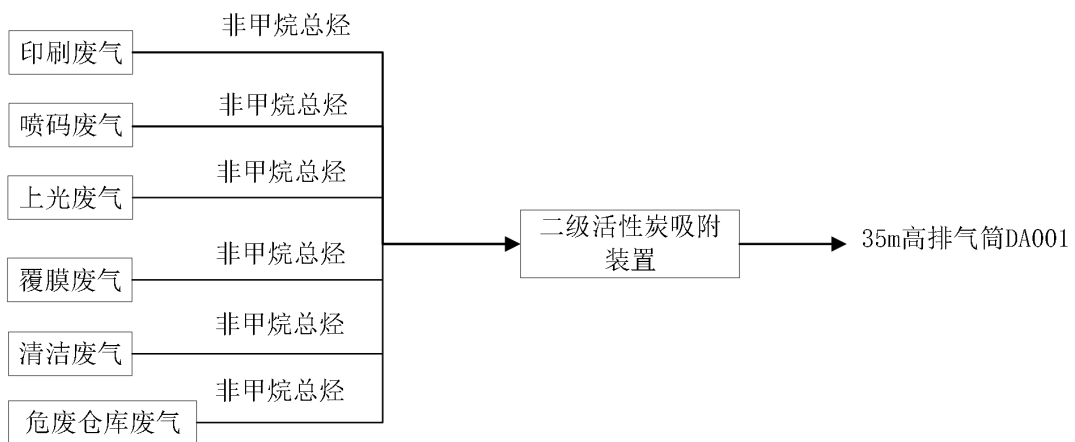 非甲烷总烃
印刷废气
非甲烷总烃
喷码废气
非甲烷总烃
上光废气
二级活性炭吸附
装置
35m高排气筒DA001
非甲烷总烃
覆膜废气
非甲烷总烃
清洁废气
非甲烷总烃
危废仓库废气